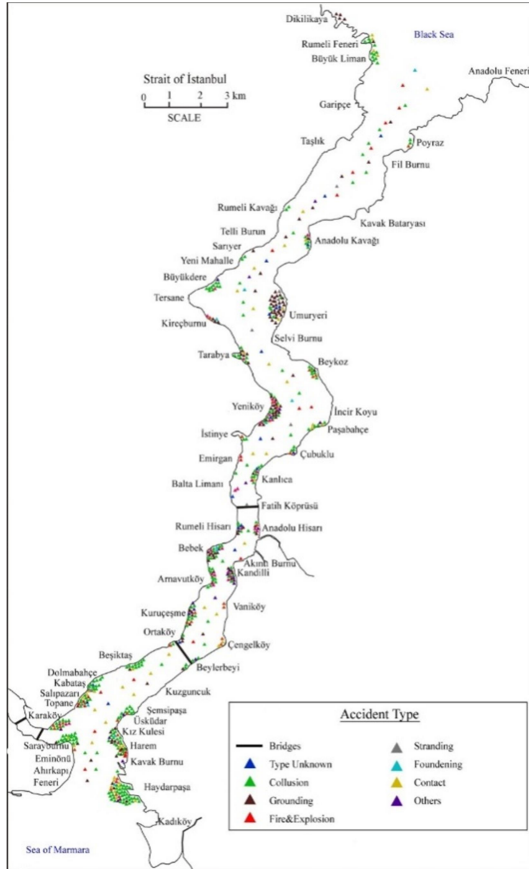 Dikilikaya
Black Sea
Rumeli Feneri
Büyük Liman
Strait of İstanbul
Anadolu Feneri
0 1 2 3 km
SCALE
Garipçe
Taşlık
Poyraz
Fil Burnu
Rumeli Kavağı
Kavak Bataryası
Telli Burun
Anadolu Kavağı
Sarıyer
Yeni Mahalle
Büyükdere
Tersane
Umuryeri
Kireçburnu
Selvi Burnu
Tarabya
Beykoz
Yeniköy
İncir Koyu
Paşabahçe
İstinye
Çubuklu
Emirgan
Kanlıca
Balta Limanı
Fatih Köprüsü
Rumeli Hisarı
Anadolu Hisarı
Bebek
Akıntı Burnu
Kandilli
Arnavutköy
Vaniköy
Kuruçeşme
Ortaköy
Çengelköy
Beşiktaş
Beylerbeyi
Dolmabahçe
Kabataş
Kuzguncuk
Salıpazarı
Topane
Karaköy
Şemsipaşa
Üsküdar
Kız Kulesi
Sarayburnu
Harem
Eminönü
Kavak Burnu
Ahırkapı
Feneri
Haydarpaşa
Kadıköy
Sea of Marmara
Accident Type
Bridges
Type Unknown
Collusion
Grounding
Fire&Explosion
Stranding
Foundening
Contact
Others